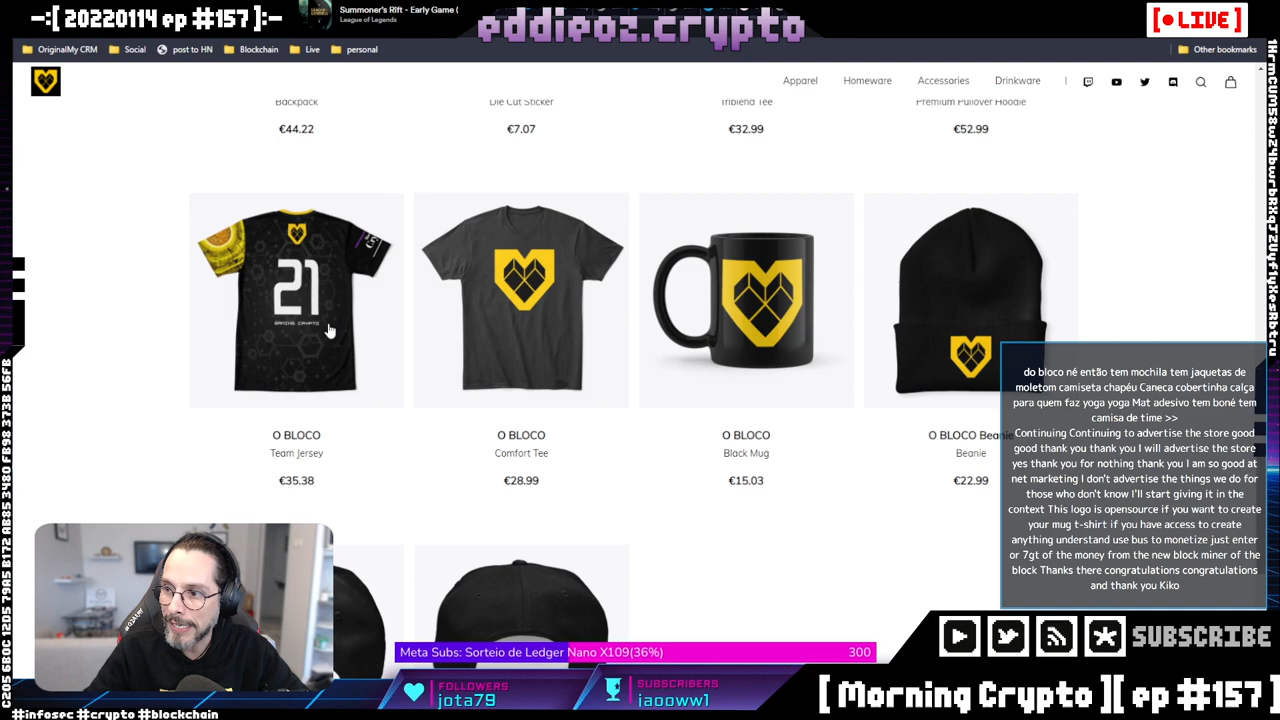 -:[ 20220114 ep #157 ]:-
Summoner's Rift - Early Game (
League of Legends
eddieoz.crypto
[● LIVE ]
OriginalMy CRM
Social
post to HN
Blockchain
Live
personal
Other bookmarks
Apparel
Homeware
Accessories
Drinkware
Backpack
€44.22
Die Cut Sticker
€7.07
Triblend Tee
€32.99
Premium Pullover Hoodie
€52.99
21
GAMING CRYPTO
O BLOCO
Team Jersey
€35.38
O BLOCO
Comfort Tee
€28.99
O BLOCO
Black Mug
€15.03
O BLOCO Beanie
Beanie
€22.99
do bloco né então tem mochila tem jaquetas de
moletom camiseta chapéu Caneca cobertinha calça
para quem faz yoga yoga Mat adesivo tem boné tem
camisa de time >>
Continuing Continuing to advertise the store good
good thank you thank you I will advertise the store
yes thank you for nothing thank you I am so good at
net marketing I don't advertise the things we do for
those who don't know I'll start giving it in the
context This logo is opensource if you want to create
your mug t-shirt if you have access to create
anything understand use bus to monetize just enter
or 7gt of the money from the new block miner of the
block Thanks there congratulations congratulations
and thank you Kiko
Meta Subs: Sorteio de Ledger Nano X109(36%)
300
FOLLOWERS
jota79
SUBSCRIBERS
iaooww1
SUBSCRIBE
[ Morning Crypto ][ ep #157 ]
#infosec #crypto #blockchain